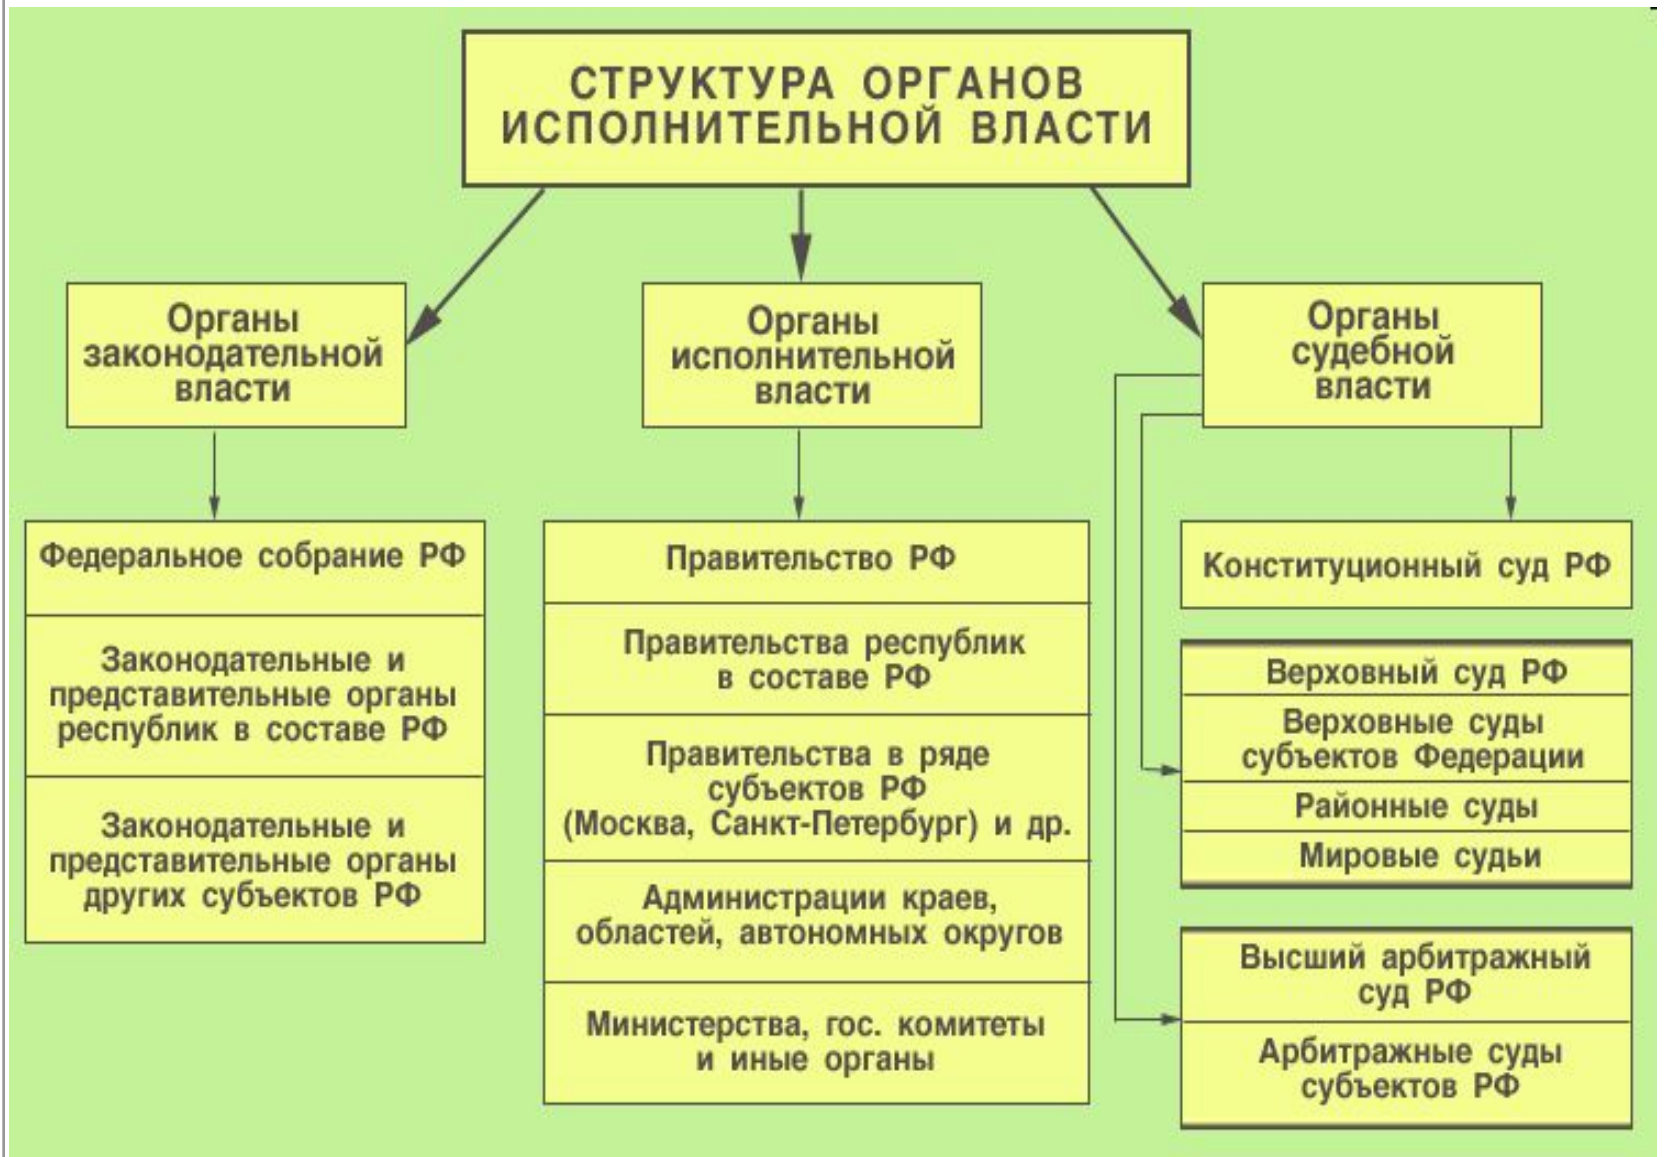 СТРУКТУРА ОРГАНОВ
ИСПОЛНИТЕЛЬНОЙ ВЛАСТИ
Органы
законодательной
власти
Органы
исполнительной
власти
Органы
судебной
власти
Федеральное собрание РФ
Законодательные и
представительные органы
республик в составе РФ
Законодательные и
представительные органы
других субъектов РФ
Правительство РФ
Правительства республик
в составе РФ
Правительства в ряде
субъектов РФ
(Москва, Санкт-Петербург) и др.
Администрации краев,
областей, автономных округов
Министерства, гос. комитеты
и иные органы
Конституционный суд РФ
Верховный суд РФ
Верховные суды
субъектов Федерации
Районные суды
Мировые судьи
Высший арбитражный
суд РФ
Арбитражные суды
субъектов РФ